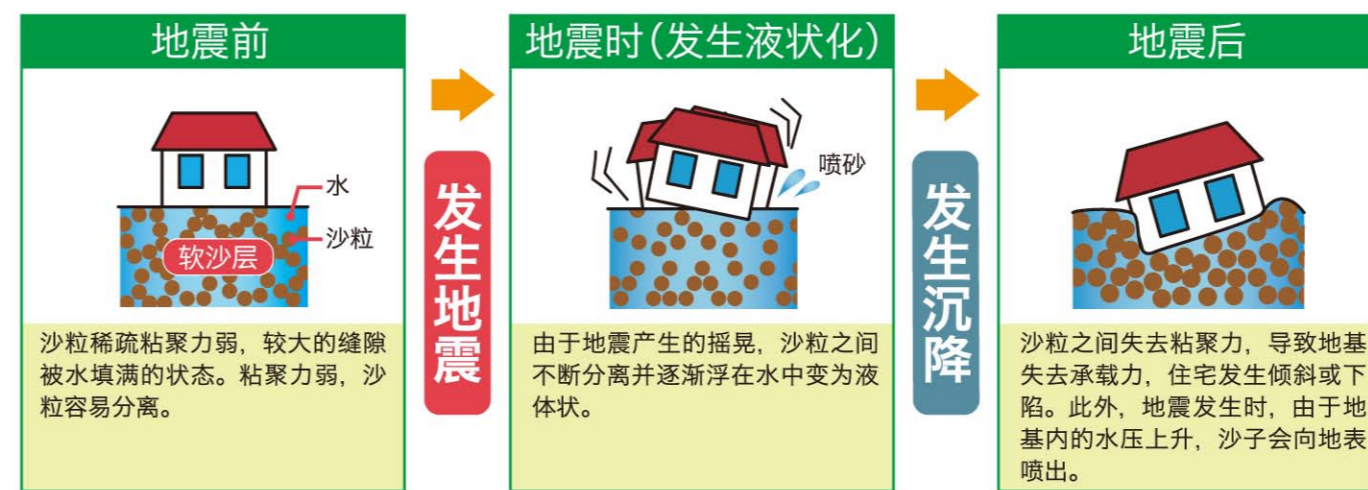 地震前
水
沙粒
软沙层
沙粒稀疏粘聚力弱，较大的缝隙
被水填满的状态。粘聚力弱，沙
粒容易分离。
发生地震
地震时（发生液状化）
喷砂
由于地震产生的摇晃，沙粒之间
不断分离并逐渐浮在水中变为液
体状。
发生沉降
地震后
沙粒之间失去粘聚力，导致地基
失去承载力，住宅发生倾斜或下
陷。此外，地震发生时，由于地
基内的水压上升，沙子会向地表
喷出。